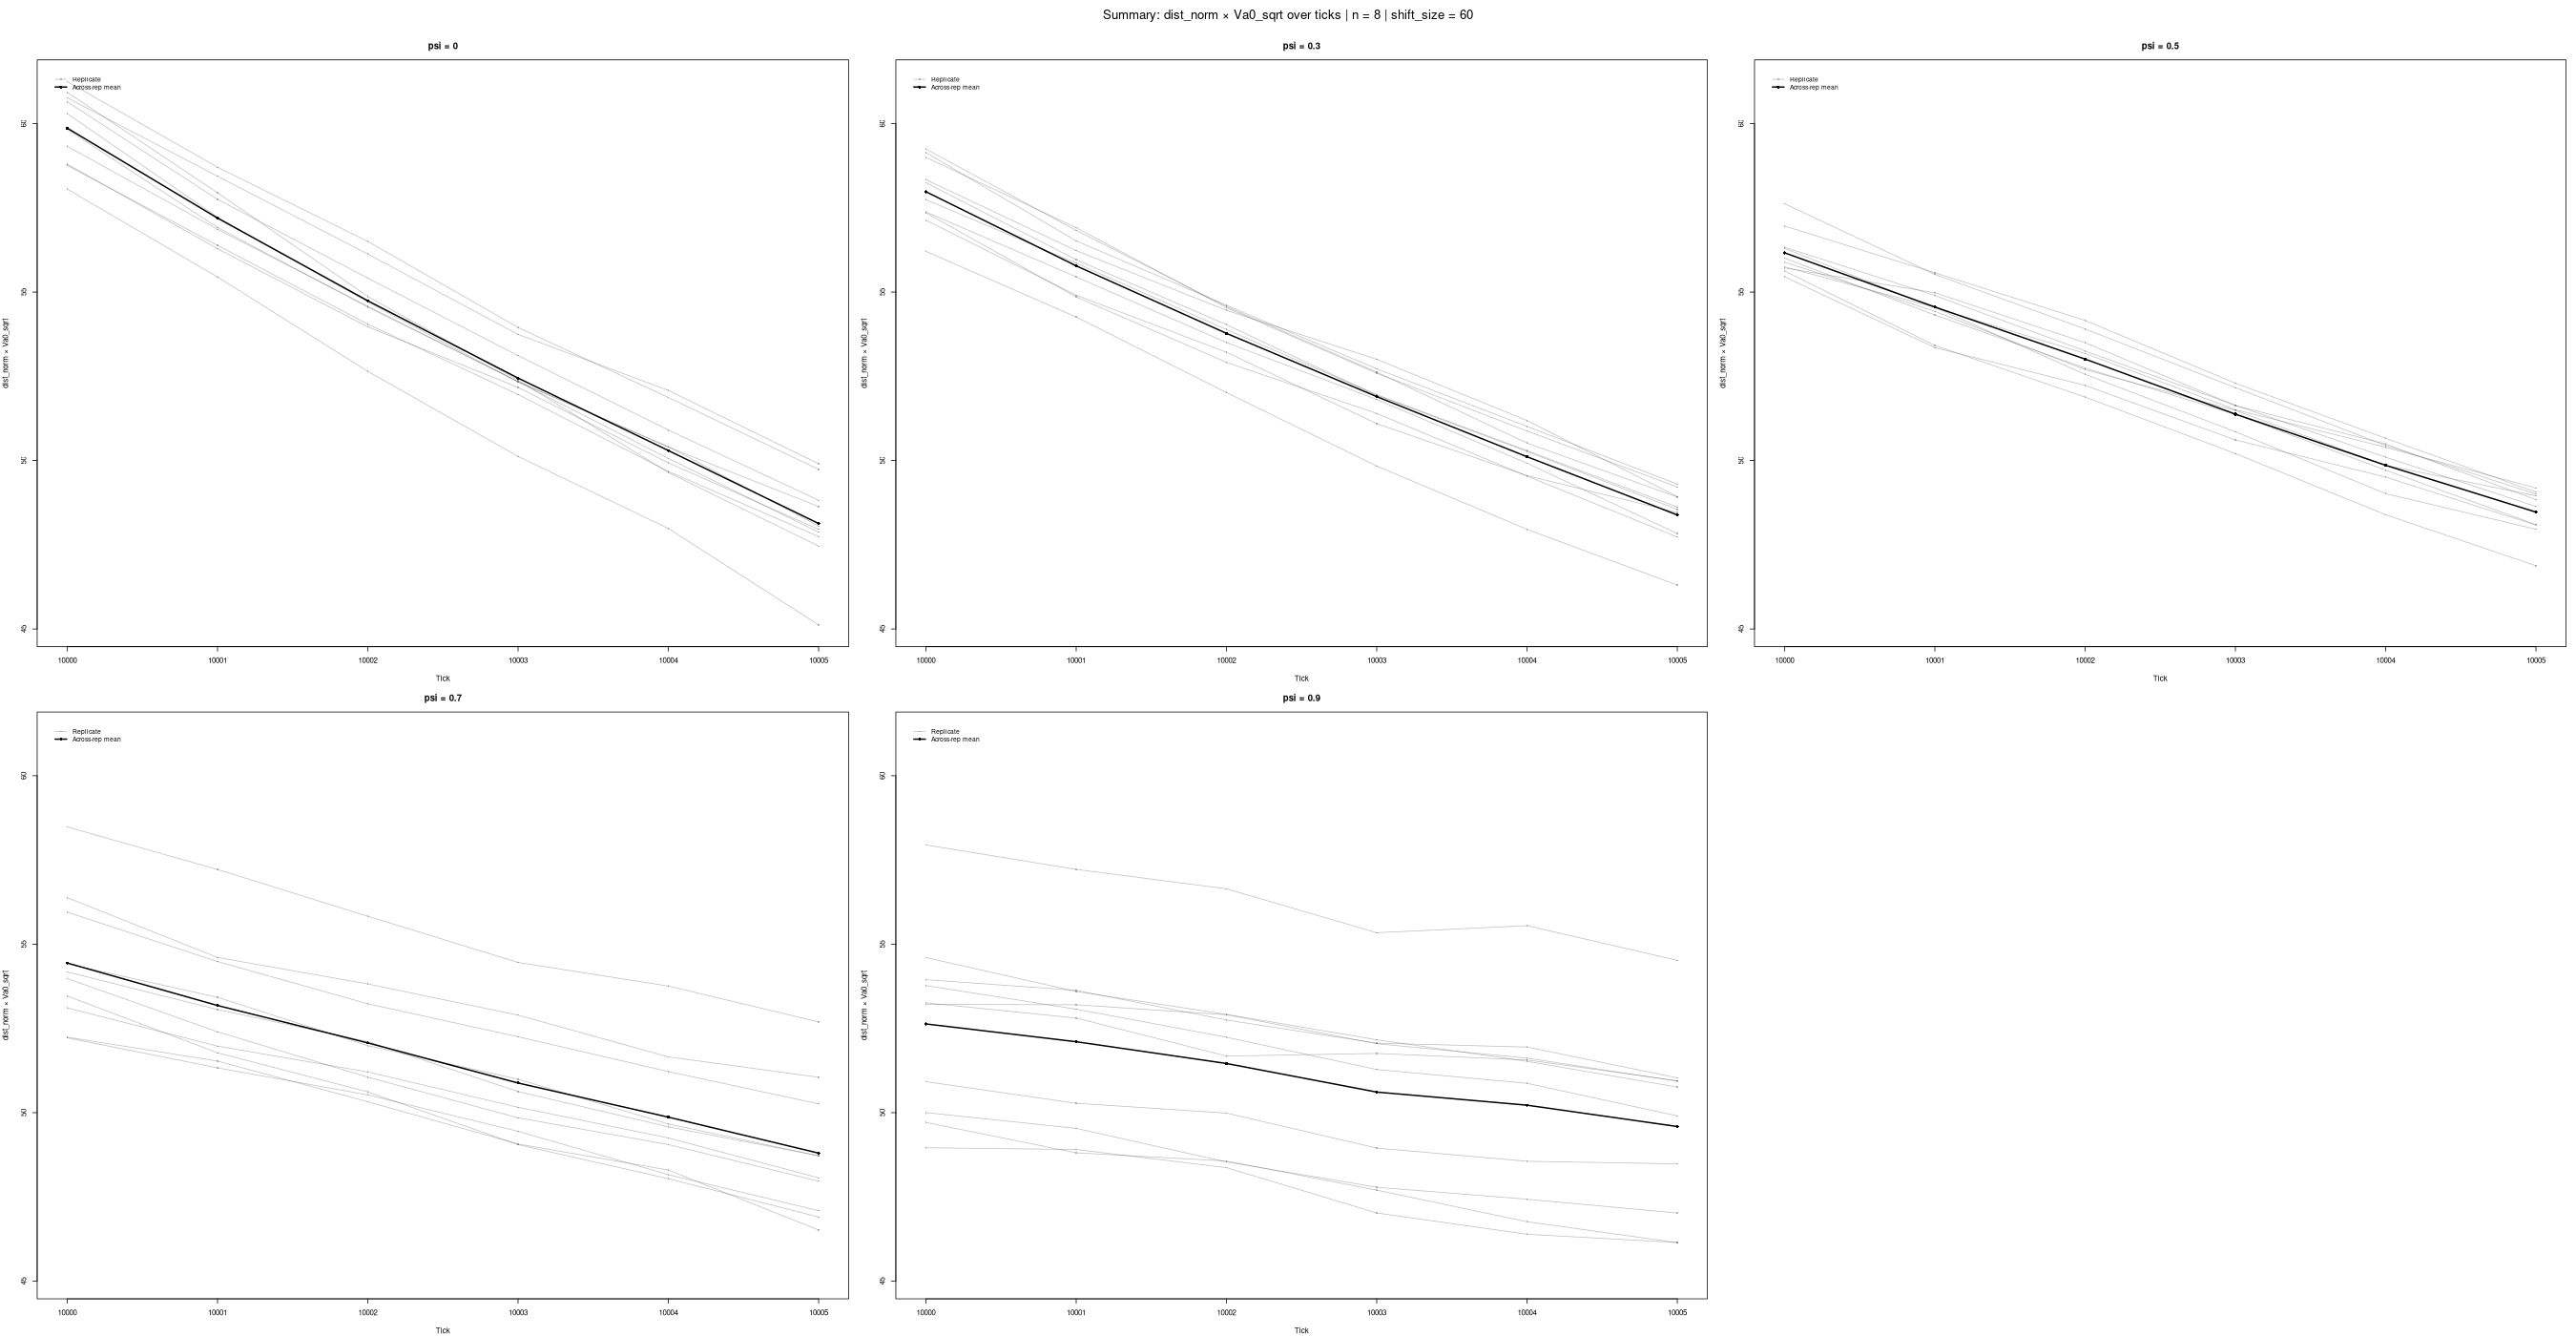 Summary: dist_norm × Va0_sqrt over ticks | n = 8 | shift_size = 60
psi = 0
Replicate
Across-rep mean
60
55
50
45
dist_norm × Va0_sqrt
10000 10001 10002 10003 10004 10005
Tick
psi = 0.3
Replicate
Across-rep mean
60
55
50
45
dist_norm × Va0_sqrt
10000 10001 10002 10003 10004 10005
Tick
psi = 0.5
Replicate
Across-rep mean
60
55
50
45
dist_norm × Va0_sqrt
10000 10001 10002 10003 10004 10005
Tick
psi = 0.7
Replicate
Across-rep mean
60
55
50
45
dist_norm × Va0_sqrt
10000 10001 10002 10003 10004 10005
Tick
psi = 0.9
Replicate
Across-rep mean
60
55
50
45
dist_norm × Va0_sqrt
10000 10001 10002 10003 10004 10005
Tick